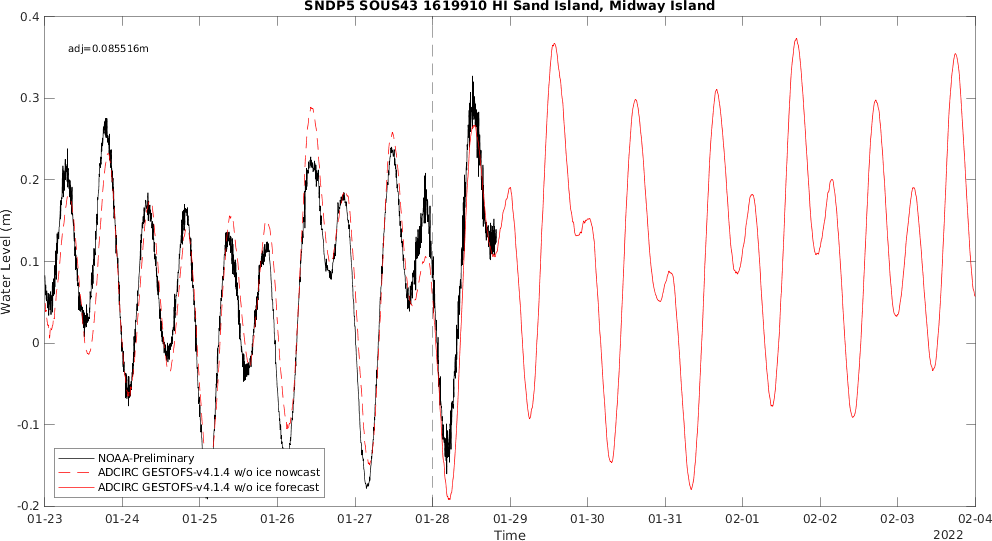 SNDP5 SOUS43 1619910 HI Sand Island, Midway Island
0.4
adj=0.085516m
0.3
0.2
0.1
0
-0.1
-0.2
Water Level (m)
NOAA-Preliminary
ADCIRC GESTOFS-v4.1.4 w/o ice nowcast
ADCIRC GESTOFS-v4.1.4 w/o ice forecast
01-23 01-24 01-25 01-26 01-27 01-28 01-29 01-30 01-31 02-01 02-02 02-03 02-04
Time
2022